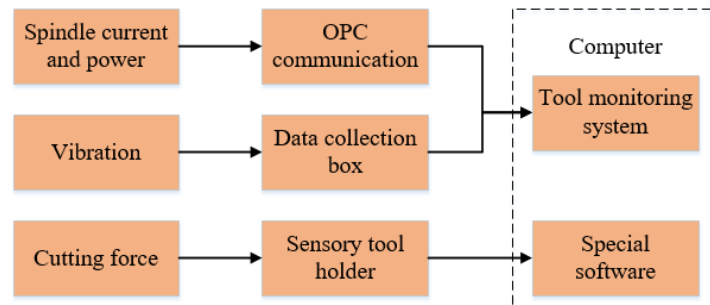 Spindle current
and power
OPC
communication
Computer
Tool monitoring
system
Vibration
Data collection
box
Cutting force
Sensory tool
holder
Special
software